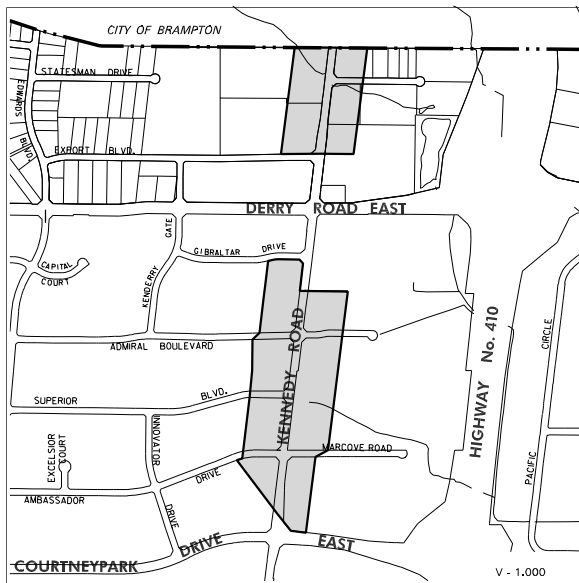 CITY OF BRAMPTON
STATESMAN DRIVE
EDWARDS BLVD.
EXPORT BLVD.
DERRY ROAD EAST
GATE
KENDERRY
GIBRALTAR DRIVE
CAPITAL COURT
ADMIRAL BOULEVARD
KENNEDY ROAD
HIGHWAY No. 410
CIRCLE
PACIFIC
SUPERIOR BLVD.
INNOVATOR
DRIVE
EXCELSIOR COURT
MARCOVE ROAD
AMBASSADOR DRIVE
COURTNEYPARK DRIVE EAST
V - 1.000